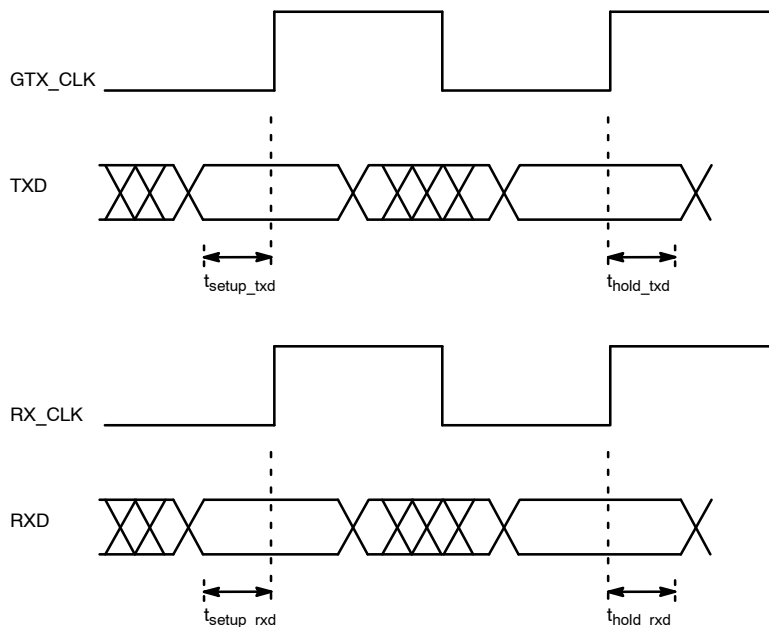 GTX_CLK
TXD
tsetup_txd
thold_txd
RX_CLK
RXD
tsetup_rxd
thold_rxd